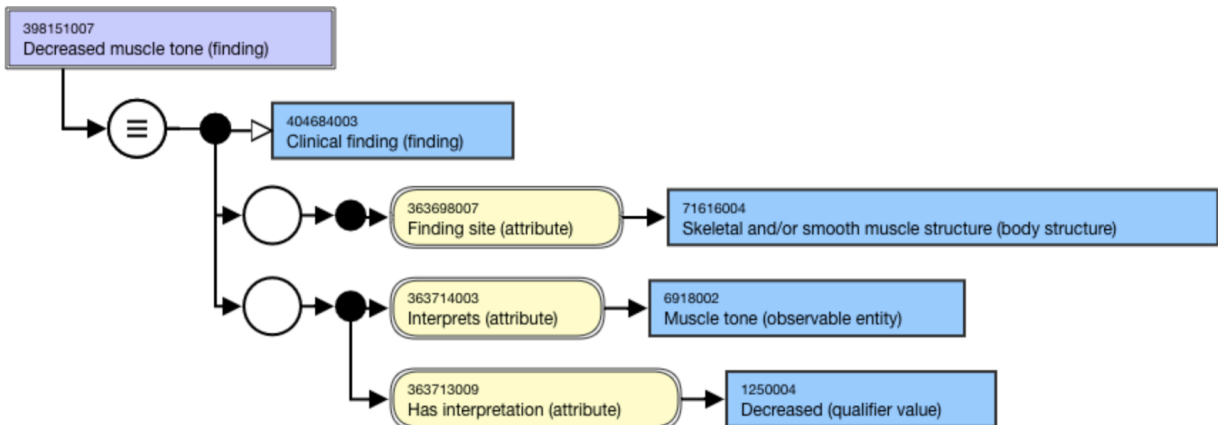 398151007
Decreased muscle tone (finding)
404684003
Clinical finding (finding)
363698007
Finding site (attribute)
71616004
Skeletal and/or smooth muscle structure (body structure)
363714003
Interprets (attribute)
6918002
Muscle tone (observable entity)
363713009
Has interpretation (attribute)
1250004
Decreased (qualifier value)